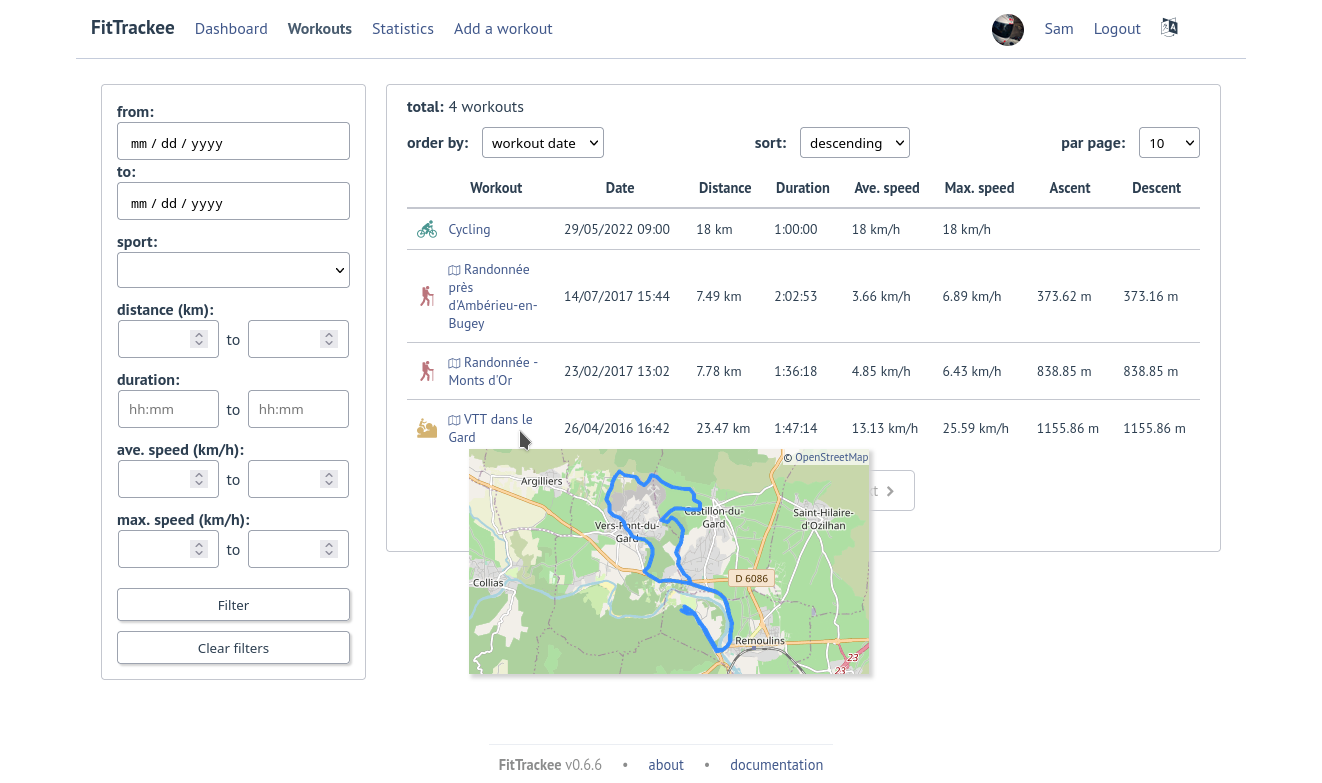 FitTrackee Dashboard Workouts Statistics Add a workout Sam Logout
from:
mm / dd / yyyy
to:
mm / dd / yyyy
sport:
distance (km):
to
duration:
hh:mm to hh:mm
ave. speed (km/h):
to
max. speed (km/h):
to
Filter
Clear filters
total: 4 workouts
order by: workout date sort: descending par page: 10
Workout Date Distance Duration Ave. speed Max. speed Ascent Descent
Cycling 29/05/2022 09:00 18 km 1:00:00 18 km/h 18 km/h
Randonnée
près
d'Ambérieu-en-
Bugey
14/07/2017 15:44 7.49 km 2:02:53 3.66 km/h 6.89 km/h 373.62 m 373.16 m
Randonnée -
Monts d'Or
23/02/2017 13:02 7.78 km 1:36:18 4.85 km/h 6.43 km/h 838.85 m 838.85 m
VTT dans le
Gard
26/04/2016 16:42 23.47 km 1:47:14 13.13 km/h 25.59 km/h 1155.86 m 1155.86 m
© OpenStreetMap
Argilliers
Vers-Pont-du-
Gard
Castillon-du-
Gard
Saint-Hilaire-
d'Ozilhan
Collias
D 6086
Remoulins
23
23
FitTrackee v0.6.6 • about • documentation